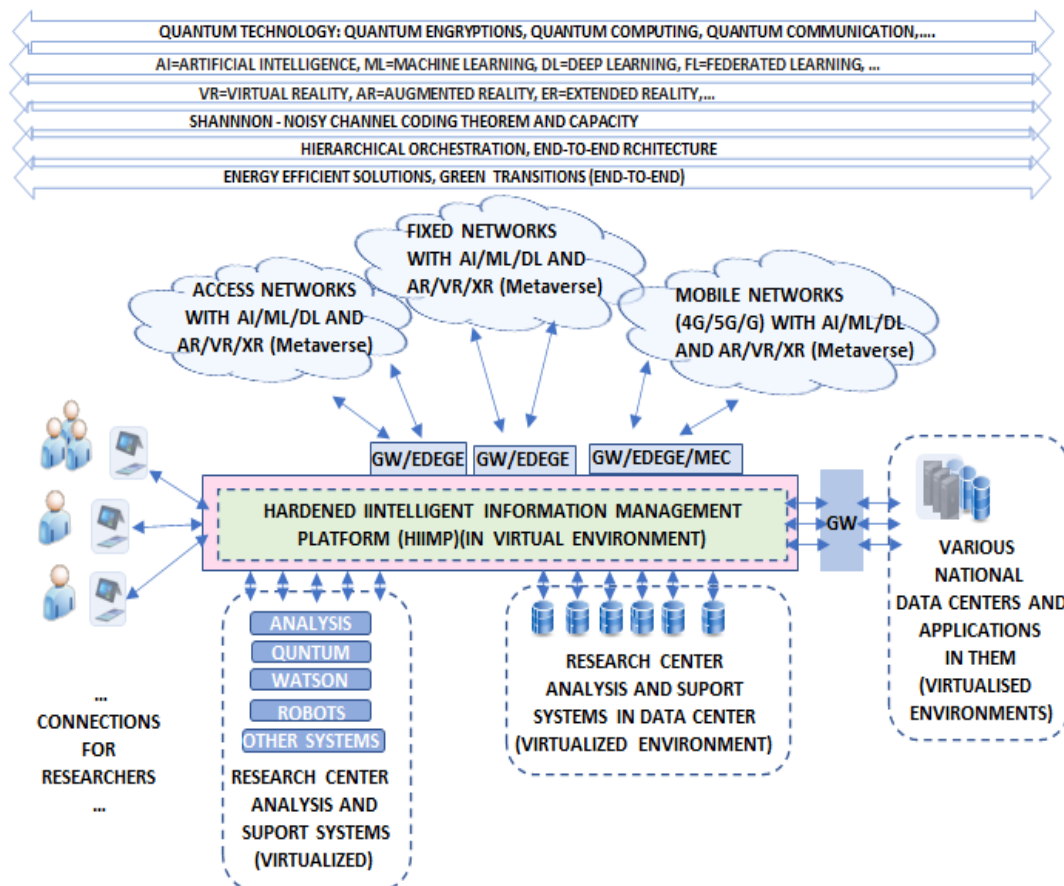 QUANTUM TECHNOLOGY: QUANTUM ENGRYPTIONS, QUANTUM COMPUTING, QUANTUM COMMUNICATION,....
AI=ARTIFICIAL INTELLIGENCE, ML=MACHINE LEARNING, DL=DEEP LEARNING, FL=FEDERATED LEARNING, ...
VR=VIRTUAL REALITY, AR=AUGMENTED REALITY, ER=EXTENDED REALITY,...
SHANNNON - NOISY CHANNEL CODING THEOREM AND CAPACITY
HIERARCHICAL ORCHESTRATION, END-TO-END RCHITECTURE
ENERGY EFFICIENT SOLUTIONS, GREEN TRANSITIONS (END-TO-END)
FIXED NETWORKS
WITH AI/ML/DL AND
AR/VR/XR (Metaverse)
ACCESS NETWORKS
WITH AI/ML/DL AND
AR/VR/XR (Metaverse)
MOBILE NETWORKS
(4G/5G/G) WITH AI/ML/DL
AND AR/VR/XR (Metaverse)
GW/EDEGE
GW/EDEGE
GW/EDEGE/MEC
HARDENED IINTELLIGENT INFORMATION MANAGEMENT
PLATFORM (HIIMP)(IN VIRTUAL ENVIRONMENT)
GW
VARIOUS
NATIONAL
DATA CENTERS AND
APPLICATIONS
IN THEM
(VIRTUALISED
ENVIRONMENTS)
...
CONNECTIONS
FOR
RESEARCHERS
...
ANALYSIS
QUNTUM
WATSON
ROBOTS
OTHER SYSTEMS
RESEARCH CENTER
ANALYSIS AND
SUPORT SYSTEMS
(VIRTUALIZED)
RESEARCH CENTER
ANALYSIS AND SUPORT
SYSTEMS IN DATA CENTER
(VIRTUALIZED ENVIRONMENT)